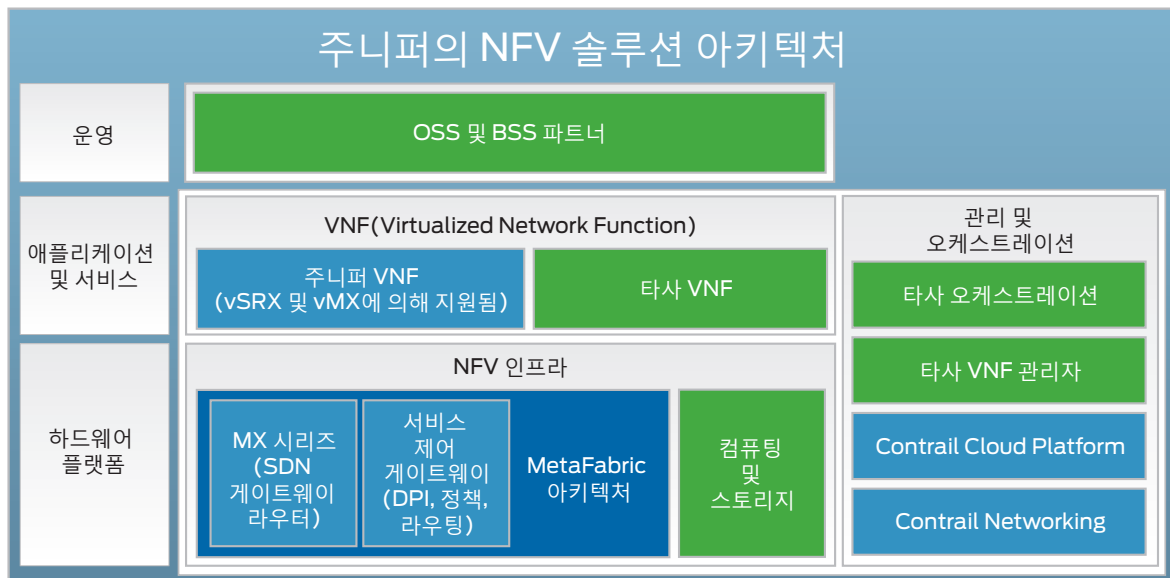 주니퍼의 NFV 솔루션 아키텍처
운영
OSS 및 BSS 파트너
애플리케이션
및 서비스
VNF(Virtualized Network Function)
주니퍼 VNF
(vSRX 및 vMX에 의해 지원됨)
타사 VNF
하드웨어
플랫폼
NFV 인프라
MX 시리즈
(SDN
게이트웨이
라우터)
서비스
제어
게이트웨이
(DPI, 정책,
라우팅)
MetaFabric
아키텍처
컴퓨팅
및
스토리지
관리 및
오케스트레이션
타사 오케스트레이션
타사 VNF 관리자
Contrail Cloud Platform
Contrail Networking